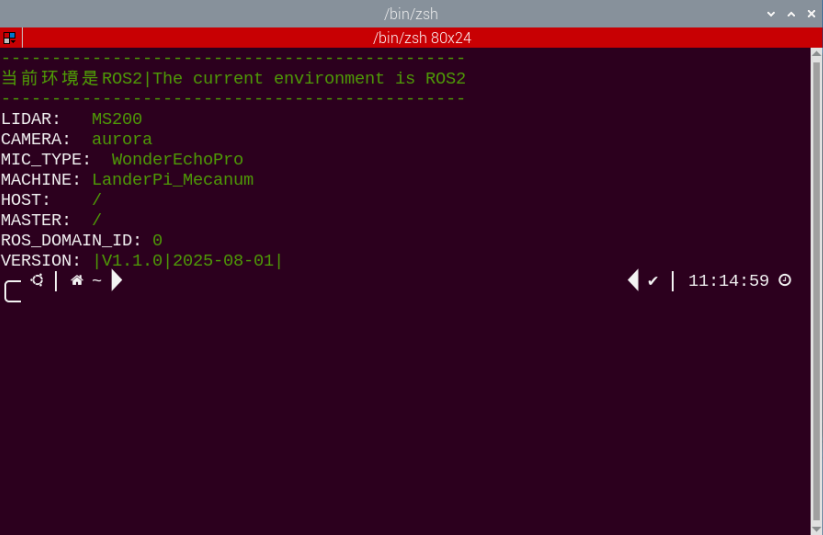 /bin/zsh
/bin/zsh 80x24
----------------------------------------------
当前环境是ROS2|The current environment is ROS2
----------------------------------------------
LIDAR: MS200
CAMERA: aurora
MIC_TYPE: WonderEchoPro
MACHINE: LanderPi_Mecanum
HOST: /
MASTER: /
ROS_DOMAIN_ID: 0
VERSION: |V1.1.0|2025-08-01|
~ ✔ 11:14:59